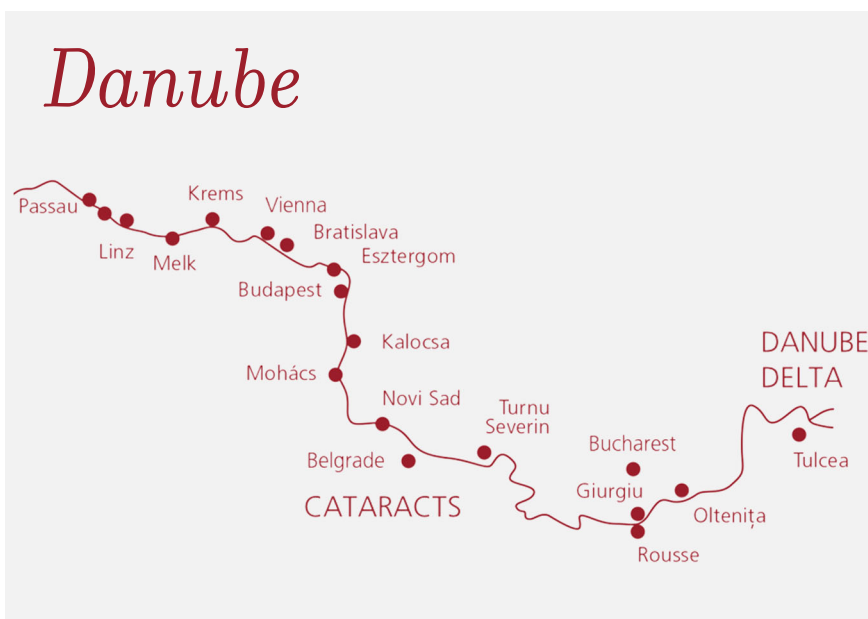 Danube
Krems
Passau
Vienna
Bratislava
Linz
Melk
Esztergom
Budapest
Kalocsa
DANUBE
DELTA
Mohács
Novi Sad
Turnu
Severin
Bucharest
Belgrade
Tulcea
Giurgiu
CATARACTS
Oltenița
Rousse